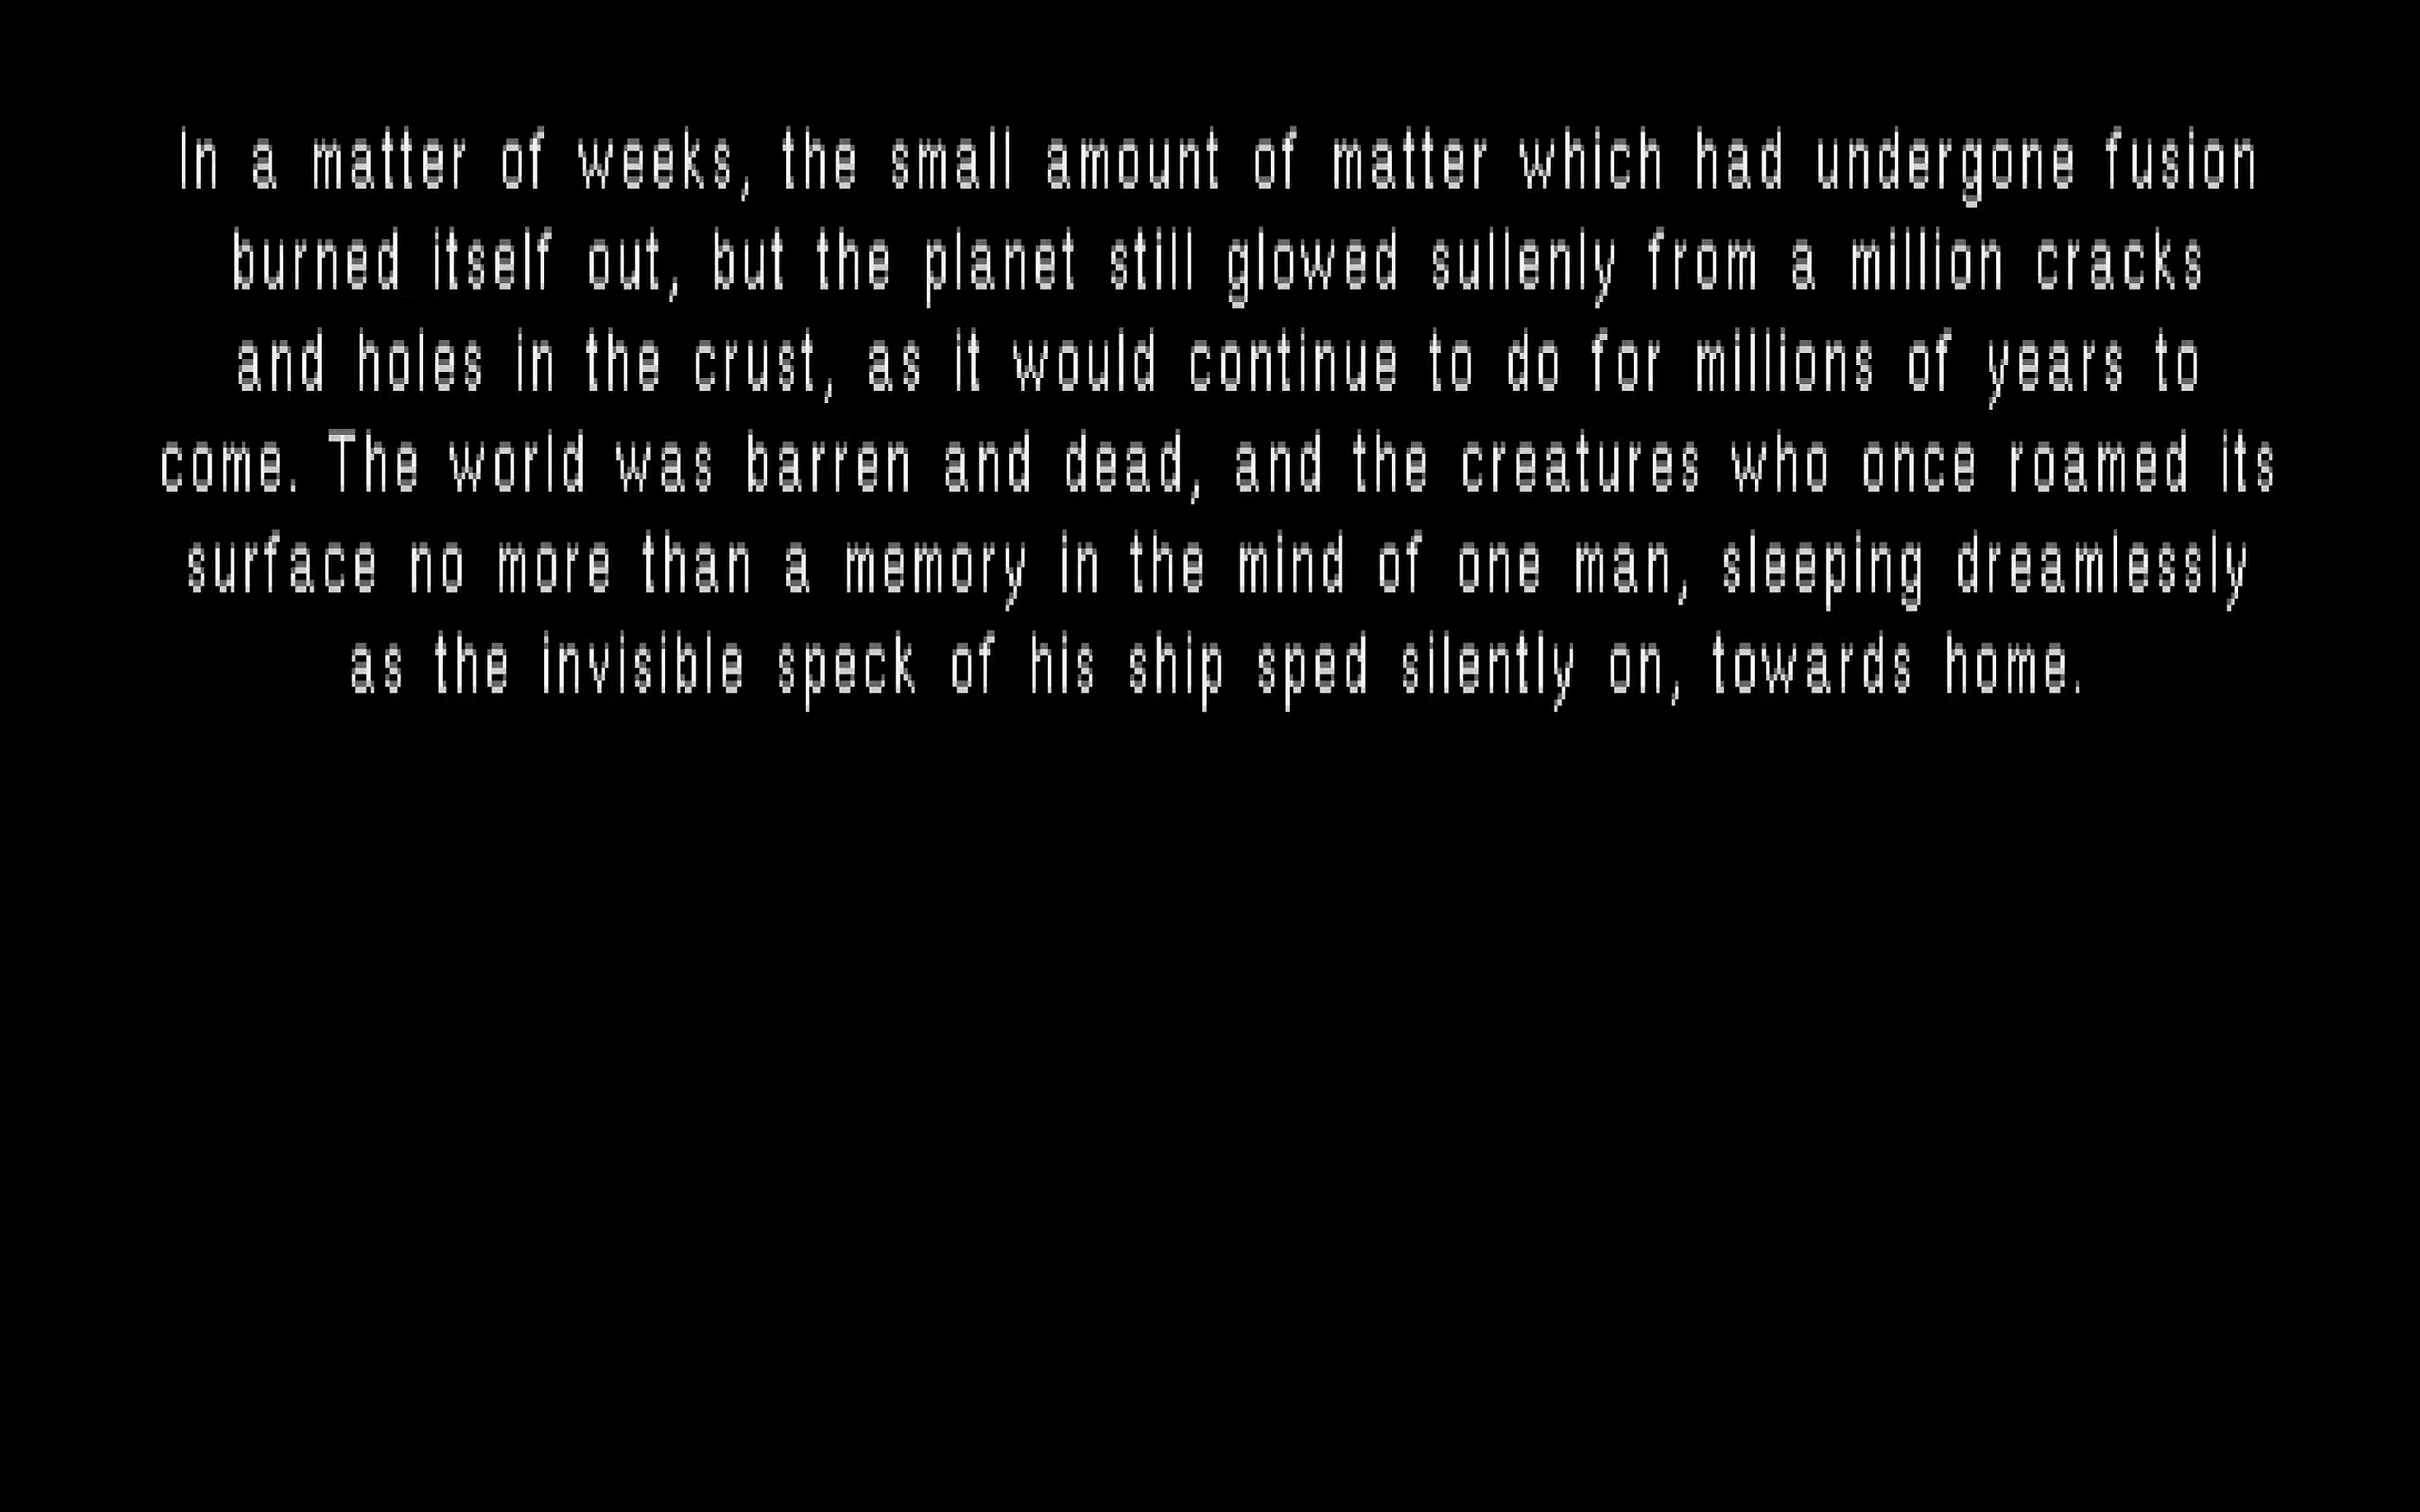 In a matter of weeks, the small amount of matter which had undergone fusion
burned itself out, but the planet still glowed sullenly from a million cracks
and holes in the crust, as it would continue to do for millions of years to
come. The world was barren and dead, and the creatures who once roamed its
surface no more than a memory in the mind of one man, sleeping dreamlessly
as the invisible speck of his ship sped silently on, towards home.